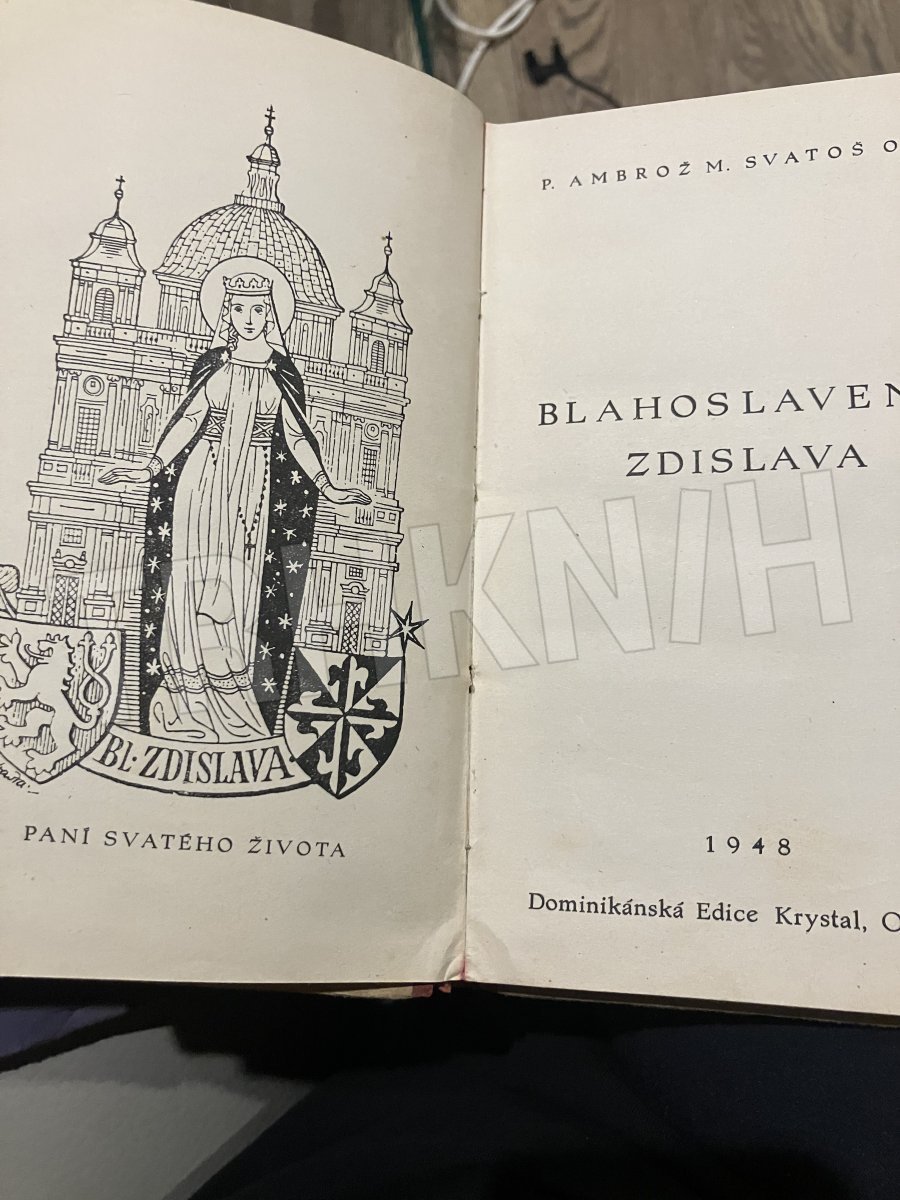 BL. ZDISLAVA
PANÍ SVATÉHO ŽIVOTA
P. AMBROŽ M. SVATOŠ O
BLAHOSLAVEN
ZDISLAVA
1948
Dominikánská Edice Krystal, O